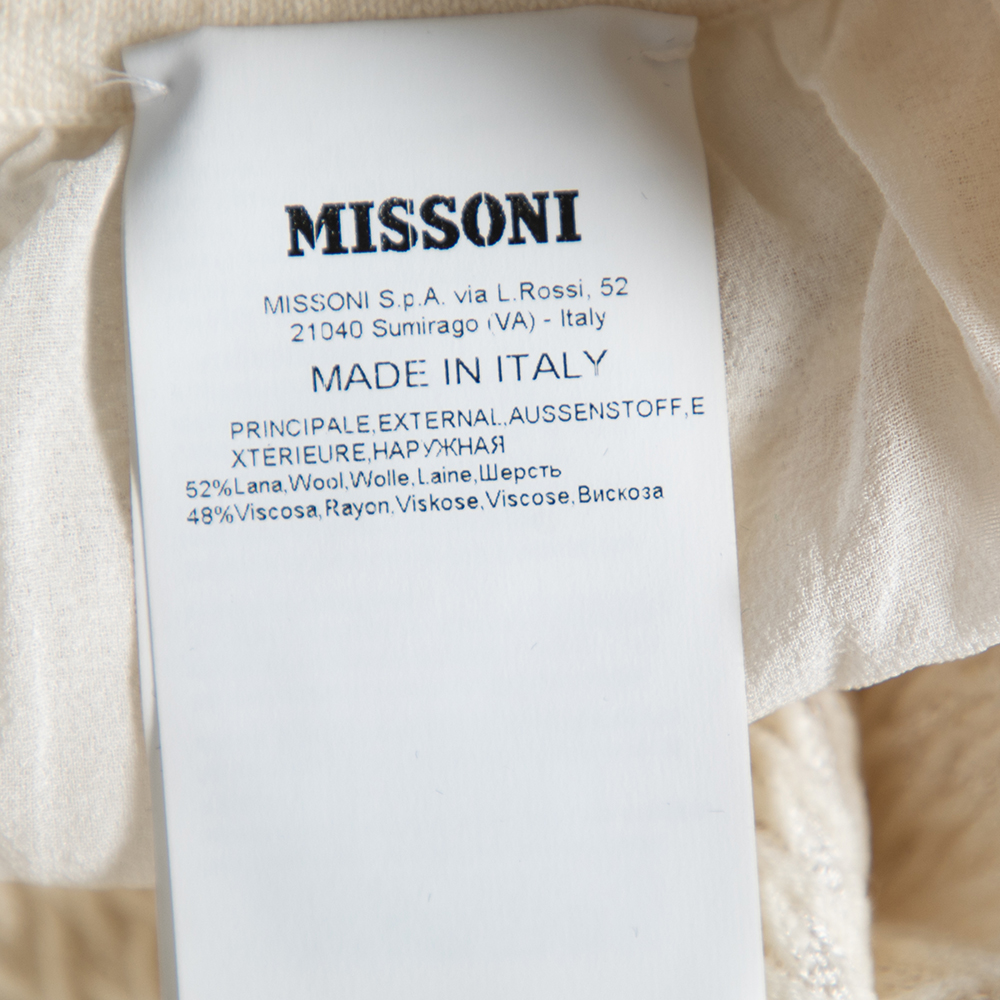 MISSONI
MISSONI S.p.A. via L.Rossi, 52
21040 Sumirago (VA) - Italy
MADE IN ITALY
PRINCIPALE,EXTERNAL,AUSSENSTOFF,E
XTÉRIEURE,НАРУЖНАЯ
52%Lana,Wool,Wolle,Laine,Шерсть
48%Viscosa,Rayon,Viskose,Viscose,Вискоза